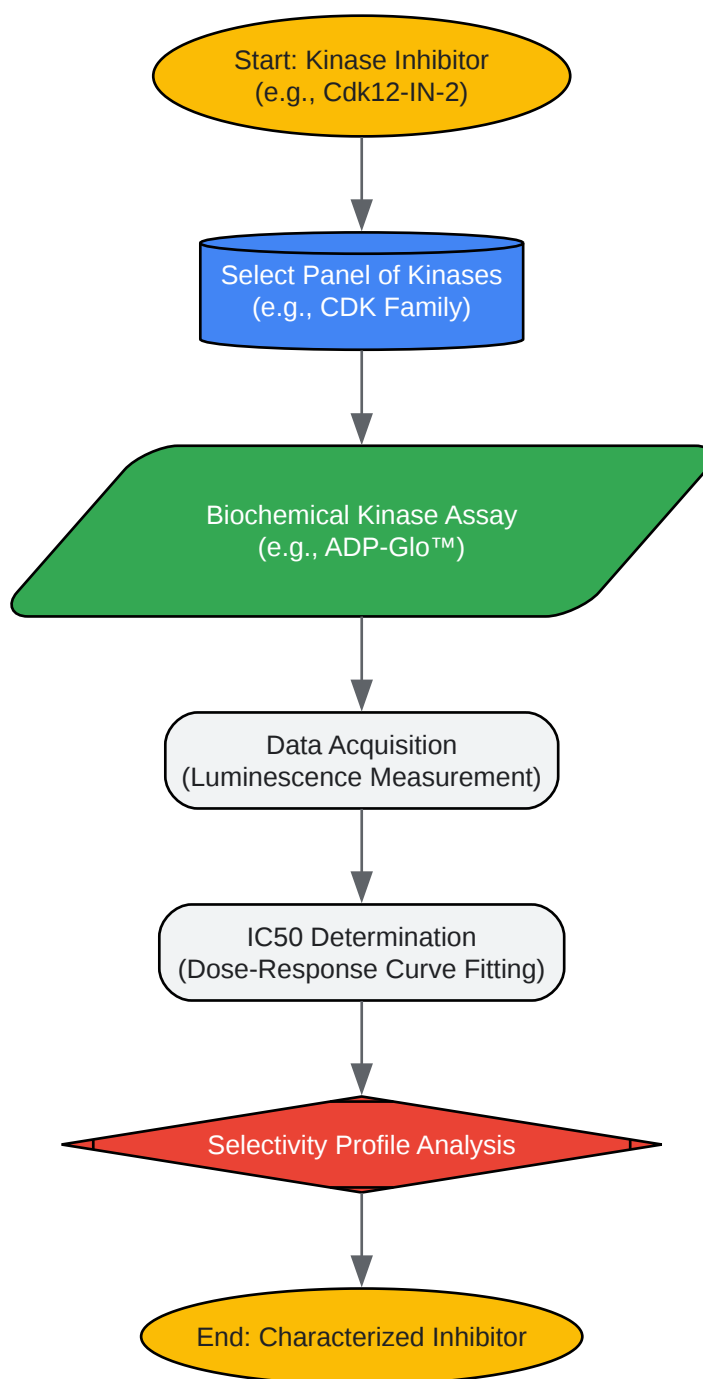 Start: Kinase Inhibitor
(e.g., Cdk12-IN-2)
Select Panel of Kinases
(e.g., CDK Family)
Biochemical Kinase Assay
(e.g., ADP-Glo™)
Data Acquisition
(Luminescence Measurement)
IC50 Determination
(Dose-Response Curve Fitting)
Selectivity Profile Analysis
End: Characterized Inhibitor